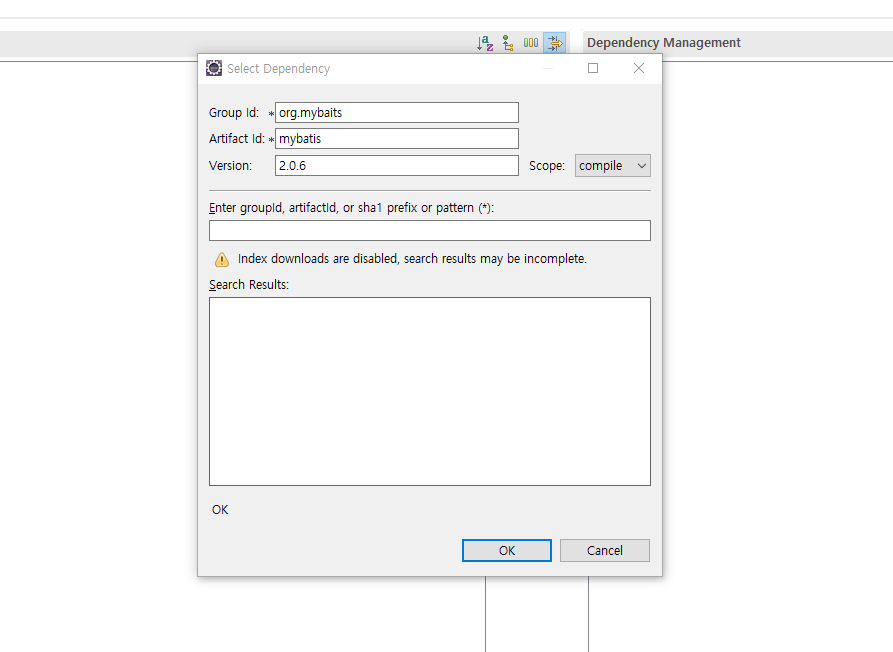 Dependency Management
Select Dependency
Group Id: * org.mybaits
Artifact Id: * mybatis
Version: 2.0.6 Scope: compile
Enter groupId, artifactId, or sha1 prefix or pattern (*):
Index downloads are disabled, search results may be incomplete.
Search Results:
OK
OK Cancel